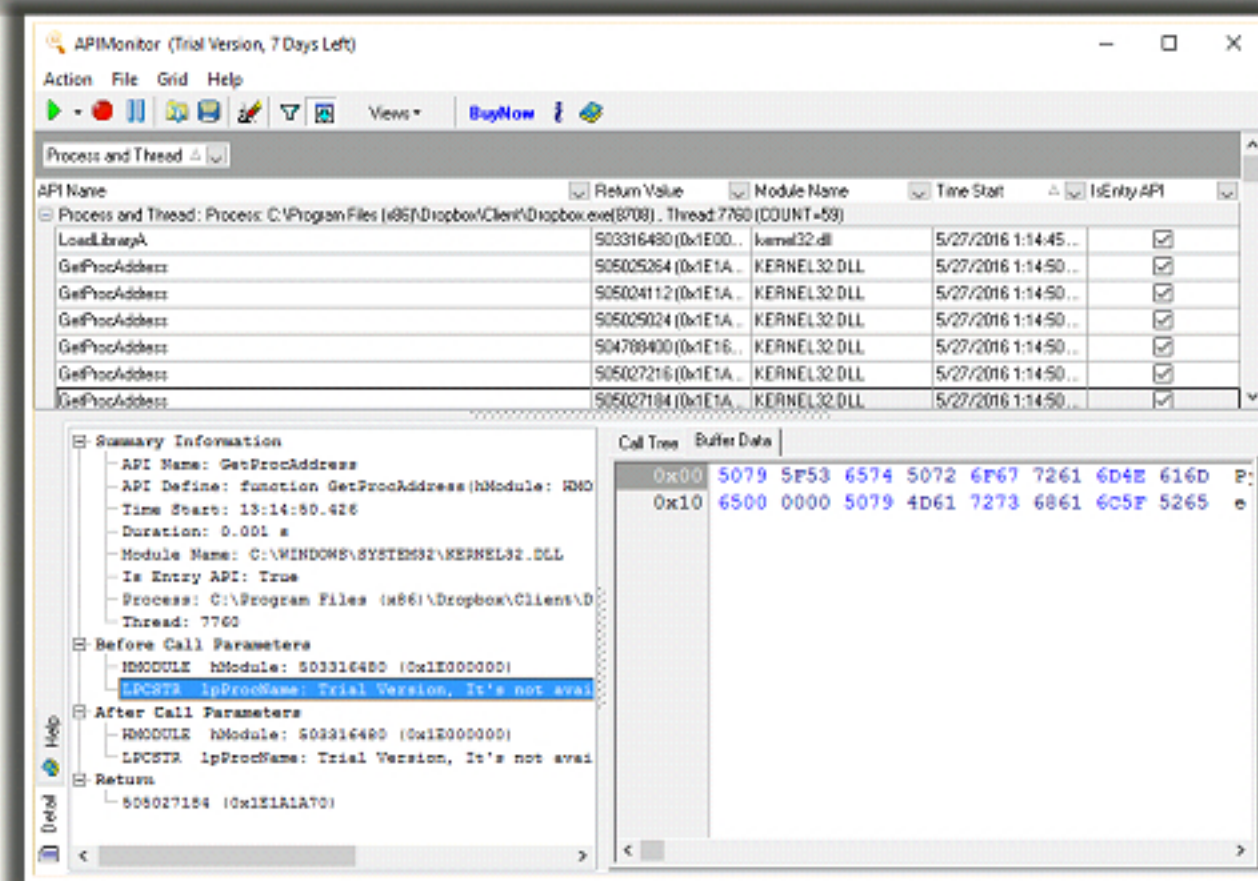 APIMonitor (Trial Version, 7 Days Left)
Action File Grid Help
Views BuyNow
Process and Thread
API Name Return Value Module Name Time Start IsEntry API
Process and Thread : Process: C:\Program Files (x86)\Dropbox\Client\Dropbox.exe(8708) , Thread:7760 (COUNT=59)
LoadLibraryA 503316480 (0x1E00... kernel32.dll 5/27/2016 1:14:45...
GetProcAddress 505025264 (0x1E1A... KERNEL32.DLL 5/27/2016 1:14:50...
GetProcAddress 505024112 (0x1E1A... KERNEL32.DLL 5/27/2016 1:14:50...
GetProcAddress 505025024 (0x1E1A... KERNEL32.DLL 5/27/2016 1:14:50...
GetProcAddress 504788400 (0x1E16... KERNEL32.DLL 5/27/2016 1:14:50...
GetProcAddress 505027216 (0x1E1A... KERNEL32.DLL 5/27/2016 1:14:50...
GetProcAddress 505027184 (0x1E1A... KERNEL32.DLL 5/27/2016 1:14:50...
Summary Information
API Name: GetProcAddress
API Define: function GetProcAddress(hModule: HMO
Time Start: 13:14:50.426
Duration: 0.001 s
Module Name: C:\WINDOWS\SYSTEM32\KERNEL32.DLL
Is Entry API: True
Process: C:\Program Files (x86)\Dropbox\Client\D
Thread: 7760
Before Call Parameters
HMODULE hModule: 503316480 (0x1E000000)
LPCSTR lpProcName: Trial Version, It's not avai
After Call Parameters
HMODULE hModule: 503316480 (0x1E000000)
LPCSTR lpProcName: Trial Version, It's not avai
Return
505027184 (0x1E1A1A70)
Help
Detail
Call Tree Buffer Data
0x00 5079 5F53 6574 5072 6F67 7261 6D4E 616D P
0x10 6500 0000 5079 4D61 7273 6861 6C5F 5265 e